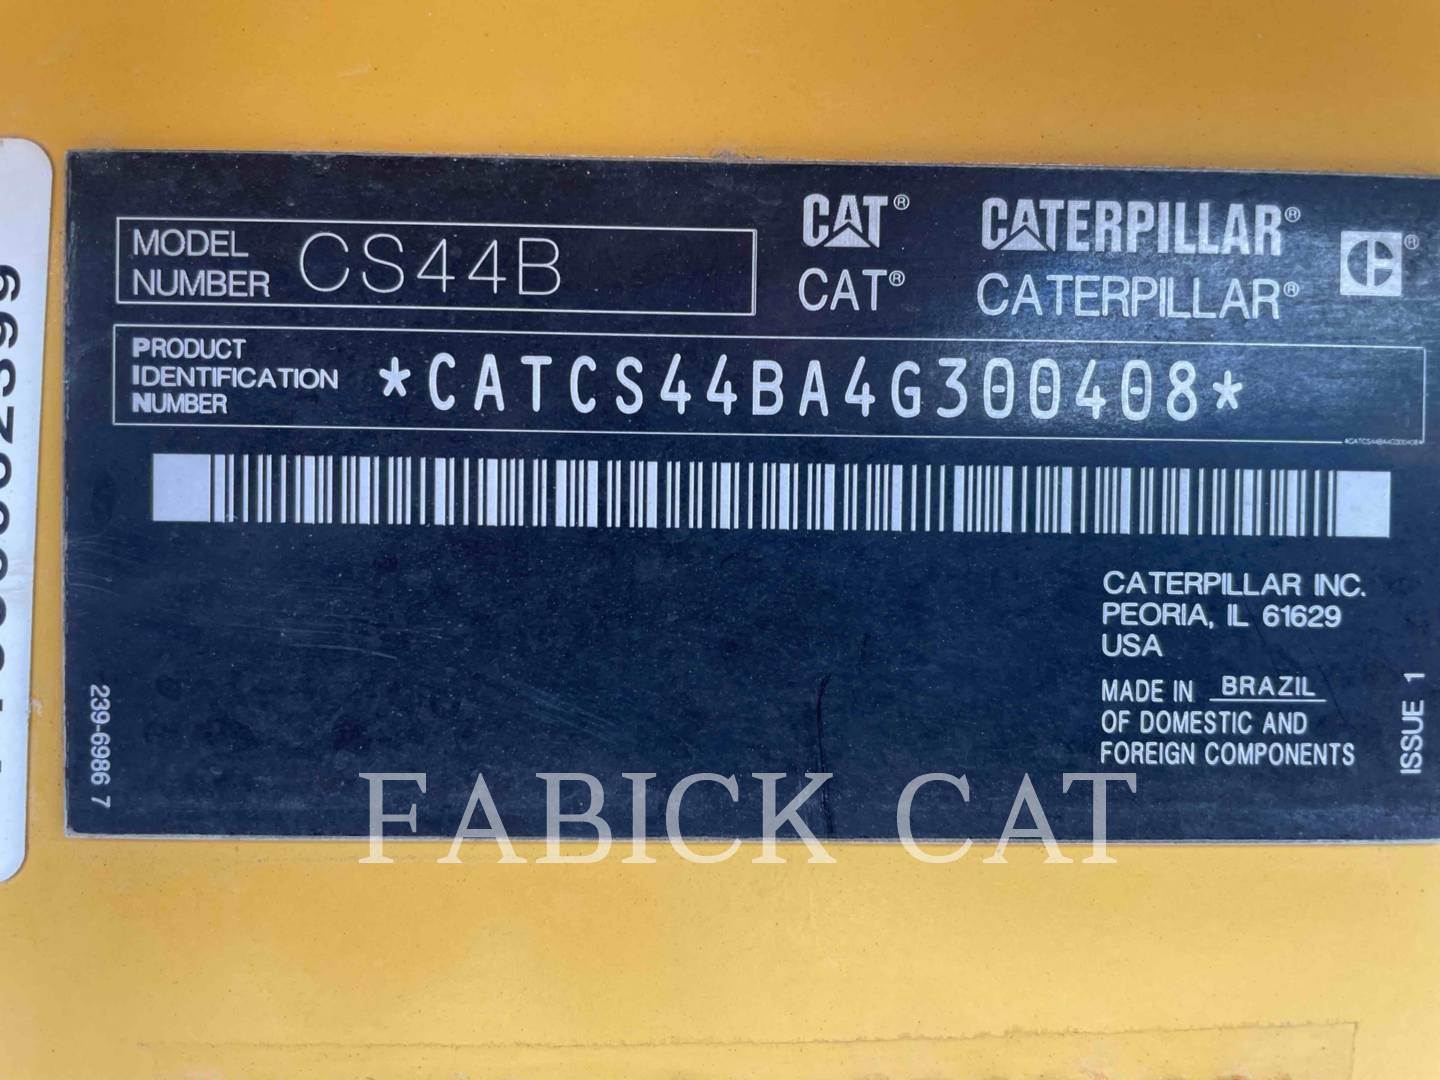 MODEL
NUMBER CS44B
CAT® CATERPILLAR® ®
CAT® CATERPILLAR®
PRODUCT
IDENTIFICATION
NUMBER *CATCS44BA4G300408*
*CATCS44BA4G300408*
CATERPILLAR INC.
PEORIA, IL 61629
USA
MADE IN BRAZIL
OF DOMESTIC AND
FOREIGN COMPONENTS
239-6986 7
ISSUE 1
FABICK CAT